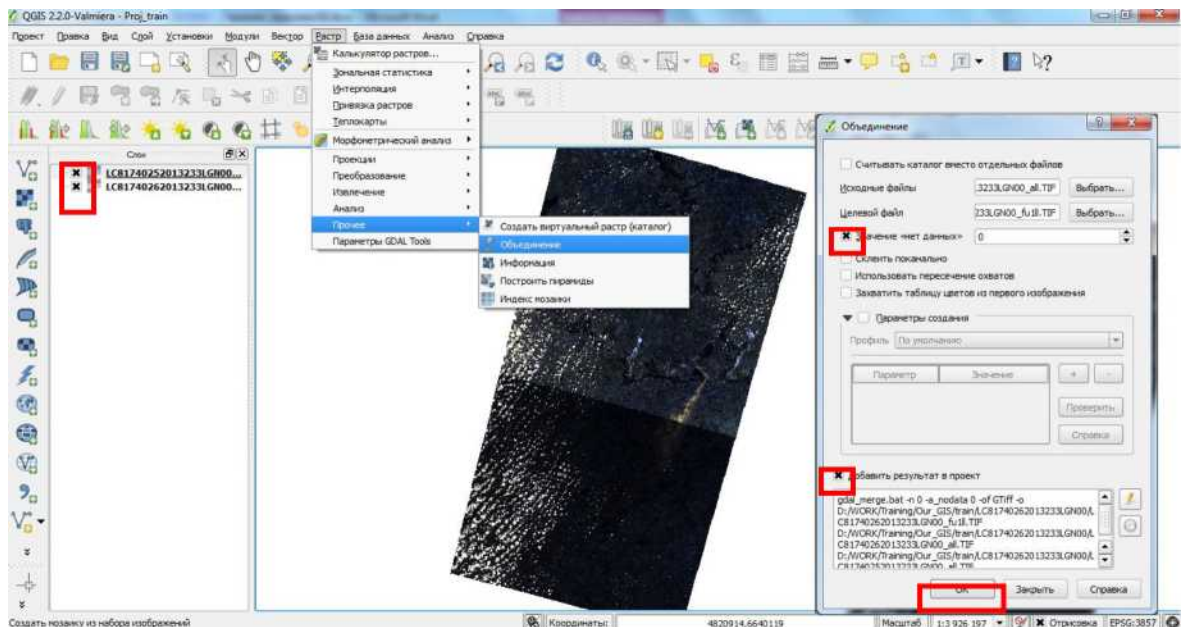 QGIS 2.2.0-Valmiera - Proj_train
Проект Правка Вид Слой Установки Модули Вектор Растр База данных Анализ Справка
Калькулятор растров...
Зональная статистика
Интерполяция
Привязка растров
Теплокарты
Морфометрический анализ
Проекции
Преобразование
Извлечение
Анализ
Прочее
Параметры GDAL Tools
Создать виртуальный растр (каталог)
Объединение
Информация
Построить пирамиды
Индекс мозаики
Слои
LC81740252013233LGN00...
LC81740262013233LGN00...
Объединение
Считывать каталог вместо отдельных файлов
Исходные файлы 3233LGN00_all.TIF Выбрать...
Целевой файл 233LGN00_full.TIF Выбрать...
Значение «нет данных» 0
Склеить поканально
Использовать пересечение охватов
Захватить таблицу цветов из первого изображения
Параметры создания
Профиль По умолчанию
Параметр Значение + -
Проверить
Справка
Добавить результат в проект
gdal_merge.bat -n 0 -a_nodata 0 -of GTiff -o
D:/WORK/Training/Our_GIS/train/LC81740262013233LGN00/L
C81740262013233LGN00_full.TIF
D:/WORK/Training/Our_GIS/train/LC81740262013233LGN00/L
C81740262013233LGN00_all.TIF
D:/WORK/Training/Our_GIS/train/LC81740262013233LGN00/L
C81740252013233LGN00_all.TIF
OK Закрыть Справка
Создать мозаику из набора изображений Координаты: 4820914,6640119 Масштаб 1:3 926 197 Отрисовка EPSG:3857